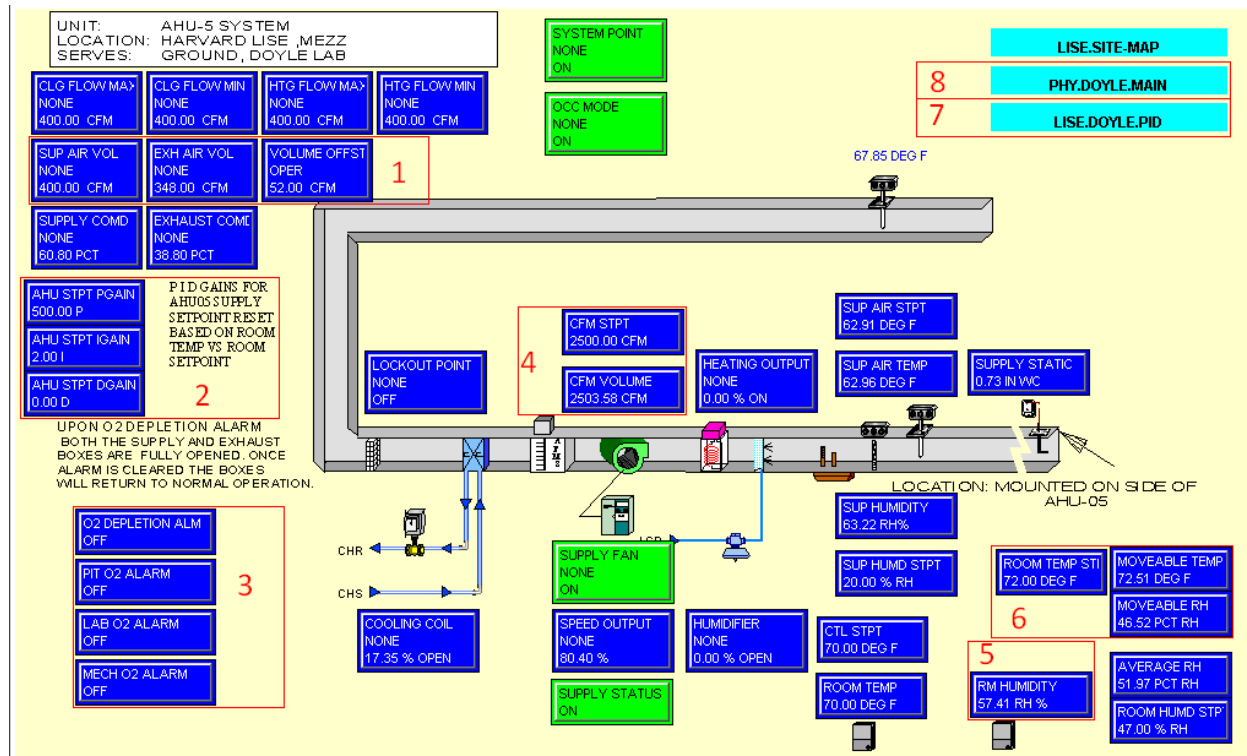 UNIT: AHU-5 SYSTEM
LOCATION: HARVARD LISE ,MEZZ
SERVES: GROUND, DOYLE LAB
SYSTEM POINT
NONE
ON
OCC MODE
NONE
ON
LISE.SITE-MAP
8
PHY.DOYLE.MAIN
7
LISE.DOYLE.PID
CLG FLOW MAX
NONE
400.00 CFM
CLG FLOW MIN
NONE
400.00 CFM
HTG FLOW MAX
NONE
400.00 CFM
HTG FLOW MIN
NONE
400.00 CFM
SUP AIR VOL
NONE
400.00 CFM
EXH AIR VOL
NONE
348.00 CFM
VOLUME OFFST
OPER
52.00 CFM
1
67.85 DEG F
SUPPLY COMD
NONE
60.80 PCT
EXHAUST COMD
NONE
38.80 PCT
AHU STPT PGAIN
500.00 P
AHU STPT IGAIN
2.00 I
AHU STPT DGAIN
0.00 D
P I D GAINS FOR
AHU05 SUPPLY
SETPOINT RESET
BASED ON ROOM
TEMP VS ROOM
SETPOINT
2
LOCKOUT POINT
NONE
OFF
4
CFM STPT
2500.00 CFM
CFM VOLUME
2503.58 CFM
HEATING OUTPUT
NONE
0.00 % ON
SUP AIR STPT
62.91 DEG F
SUP AIR TEMP
62.96 DEG F
SUPPLY STATIC
0.73 IN WC
UPON O2 DEPLETION ALARM
BOTH THE SUPPLY AND EXHAUST
BOXES ARE FULLY OPENED. ONCE
ALARM IS CLEARED THE BOXES
WILL RETURN TO NORMAL OPERATION.
AFMS
LOCATION: MOUNTED ON SIDE OF
AHU-05
O2 DEPLETION ALM
OFF
PIT O2 ALARM
OFF
LAB O2 ALARM
OFF
MECH O2 ALARM
OFF
3
CHR
CHS
COOLING COIL
NONE
17.35 % OPEN
SUPPLY FAN
NONE
ON
SPEED OUTPUT
NONE
80.40 %
SUPPLY STATUS
ON
HUMIDIFIER
NONE
0.00 % OPEN
SUP HUMIDITY
63.22 RH%
SUP HUMD STPT
20.00 % RH
CTL STPT
70.00 DEG F
ROOM TEMP
70.00 DEG F
ROOM TEMP STI
72.00 DEG F
6
MOVEABLE TEMP
72.51 DEG F
MOVEABLE RH
46.52 PCT RH
5
RM HUMIDITY
57.41 RH %
AVERAGE RH
51.97 PCT RH
ROOM HUMD STP
47.00 % RH